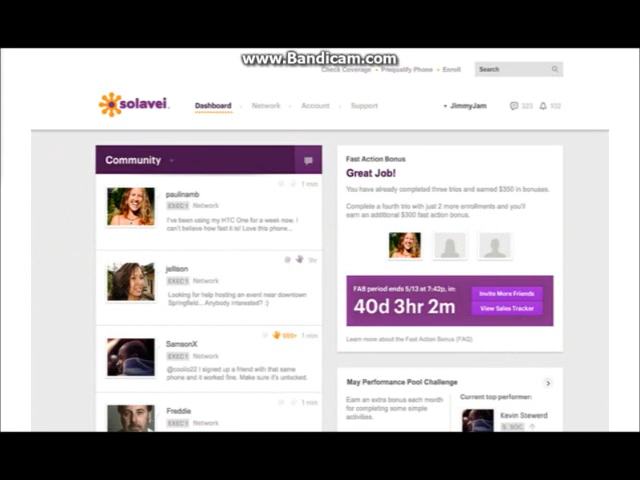 www.Bandicam.com
Check Coverage • Prequalify Phone • Enroll
Search
solavei
Dashboard
Network
Account
Support
JimmyJam
323
102
Community
paulinamb
1 min
EXEC1 Network
I've been using my HTC One for a week now. I
can't believe how fast it is! Love this phone...
jallison
1hr
EXEC1 Network
Looking for help hosting an event near downtown
Springfield... Anybody interested? :)
SamsonX
1 min
EXEC1 Network
@coolio22 I signed up a friend with that same
phone and it worked fine. Make sure it's unlocked.
Freddie
1 min
EXEC1 Network
Fast Action Bonus
Great Job!
You have already completed three trios and earned $350 in bonuses.
Complete a fourth trio with just 2 more enrollments and you'll
earn an additional $300 fast action bonus.
FAB period ends 5/13 at 7:42p, in:
40d 3hr 2m
Invite More Friends
View Sales Tracker
Learn more about the Fast Action Bonus (FAQ)
May Performance Pool Challenge
Earn an extra bonus each month
for completing some simple
activities.
Current top performer:
Kevin Stewerd